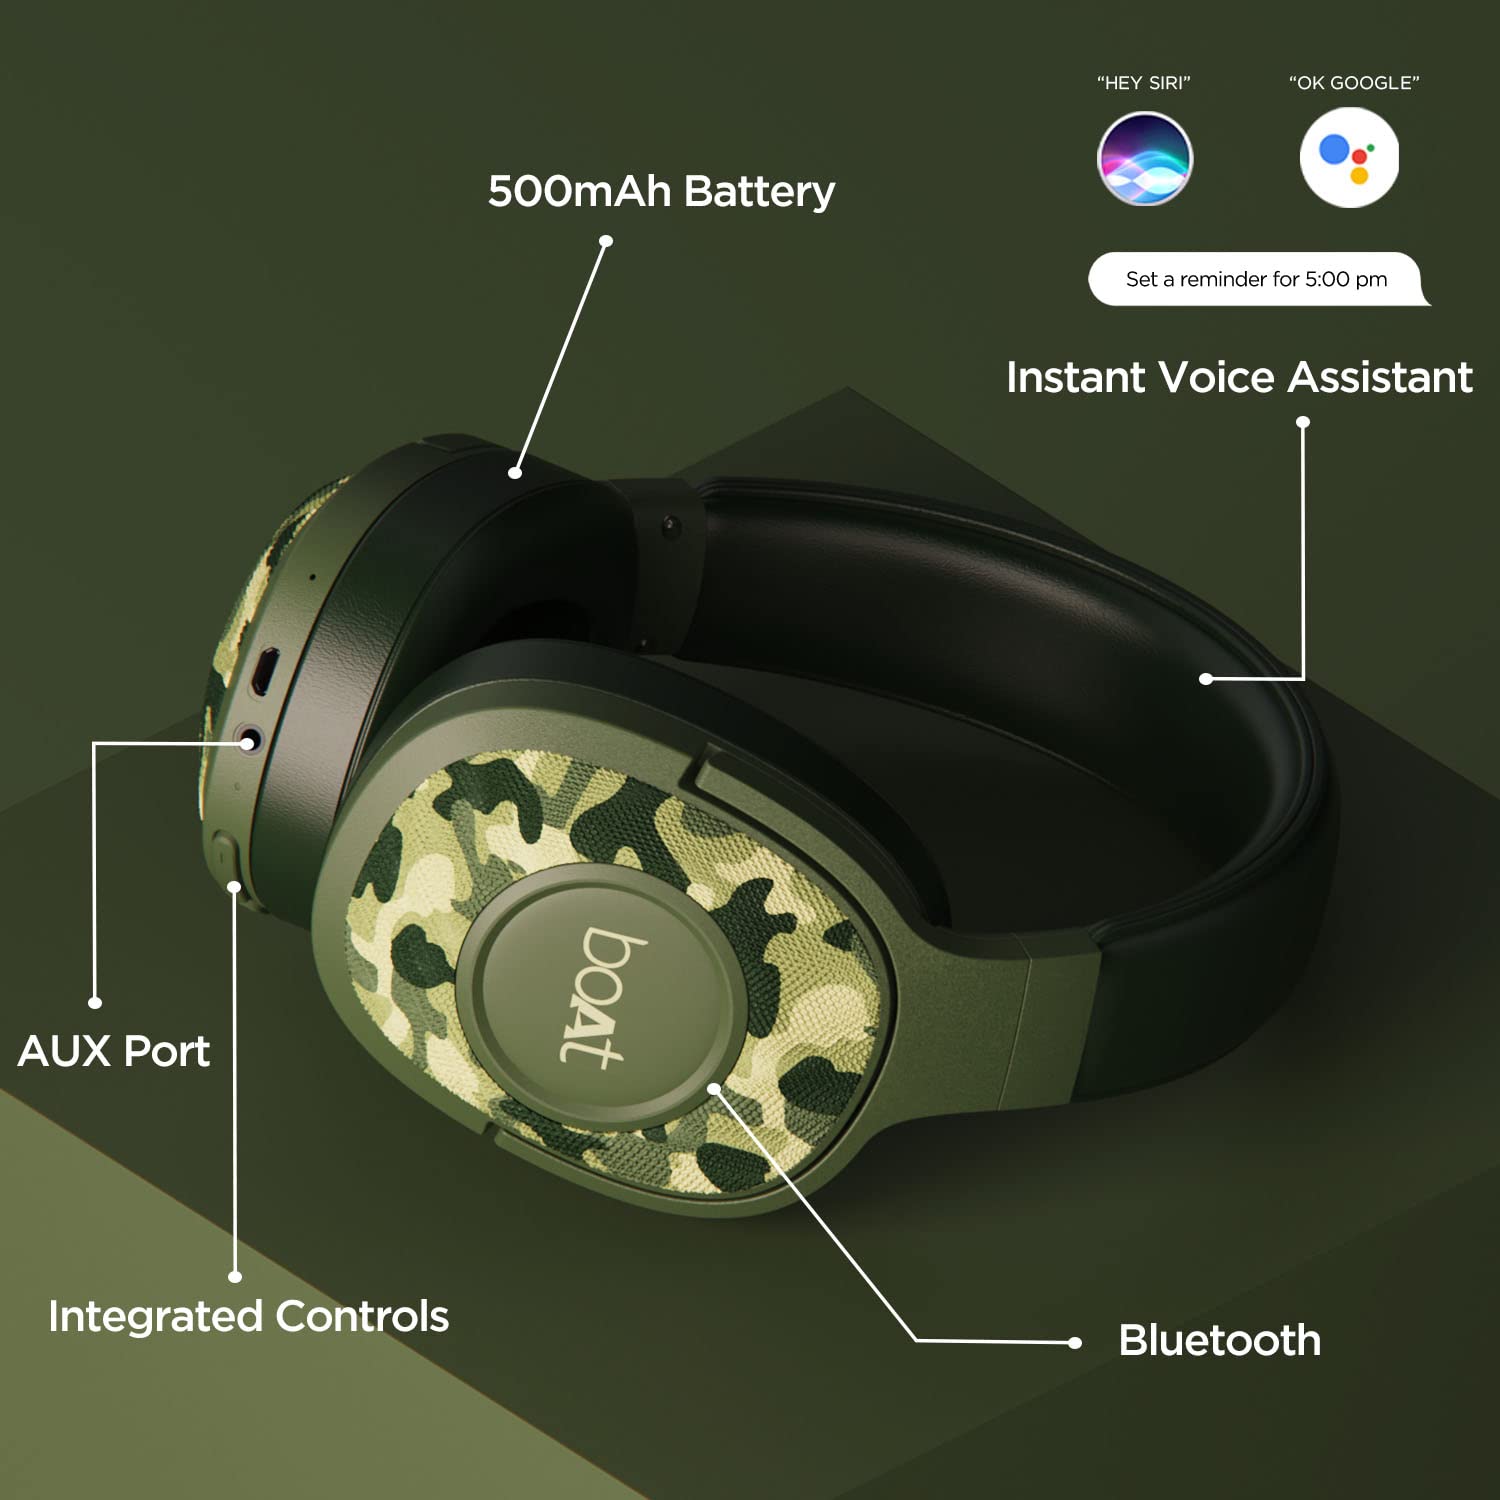 “HEY SIRI”
“OK GOOGLE”
500mAh Battery
Set a reminder for 5:00 pm
Instant Voice Assistant
boAt
AUX Port
Integrated Controls
Bluetooth